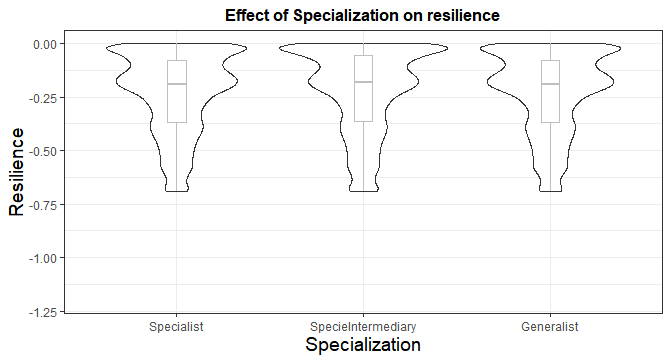 Effect of Specialization on resilience
0.00
-0.25
-0.50
-0.75
-1.00
-1.25
Resilience
Specialist
SpecieIntermediary
Generalist
Specialization